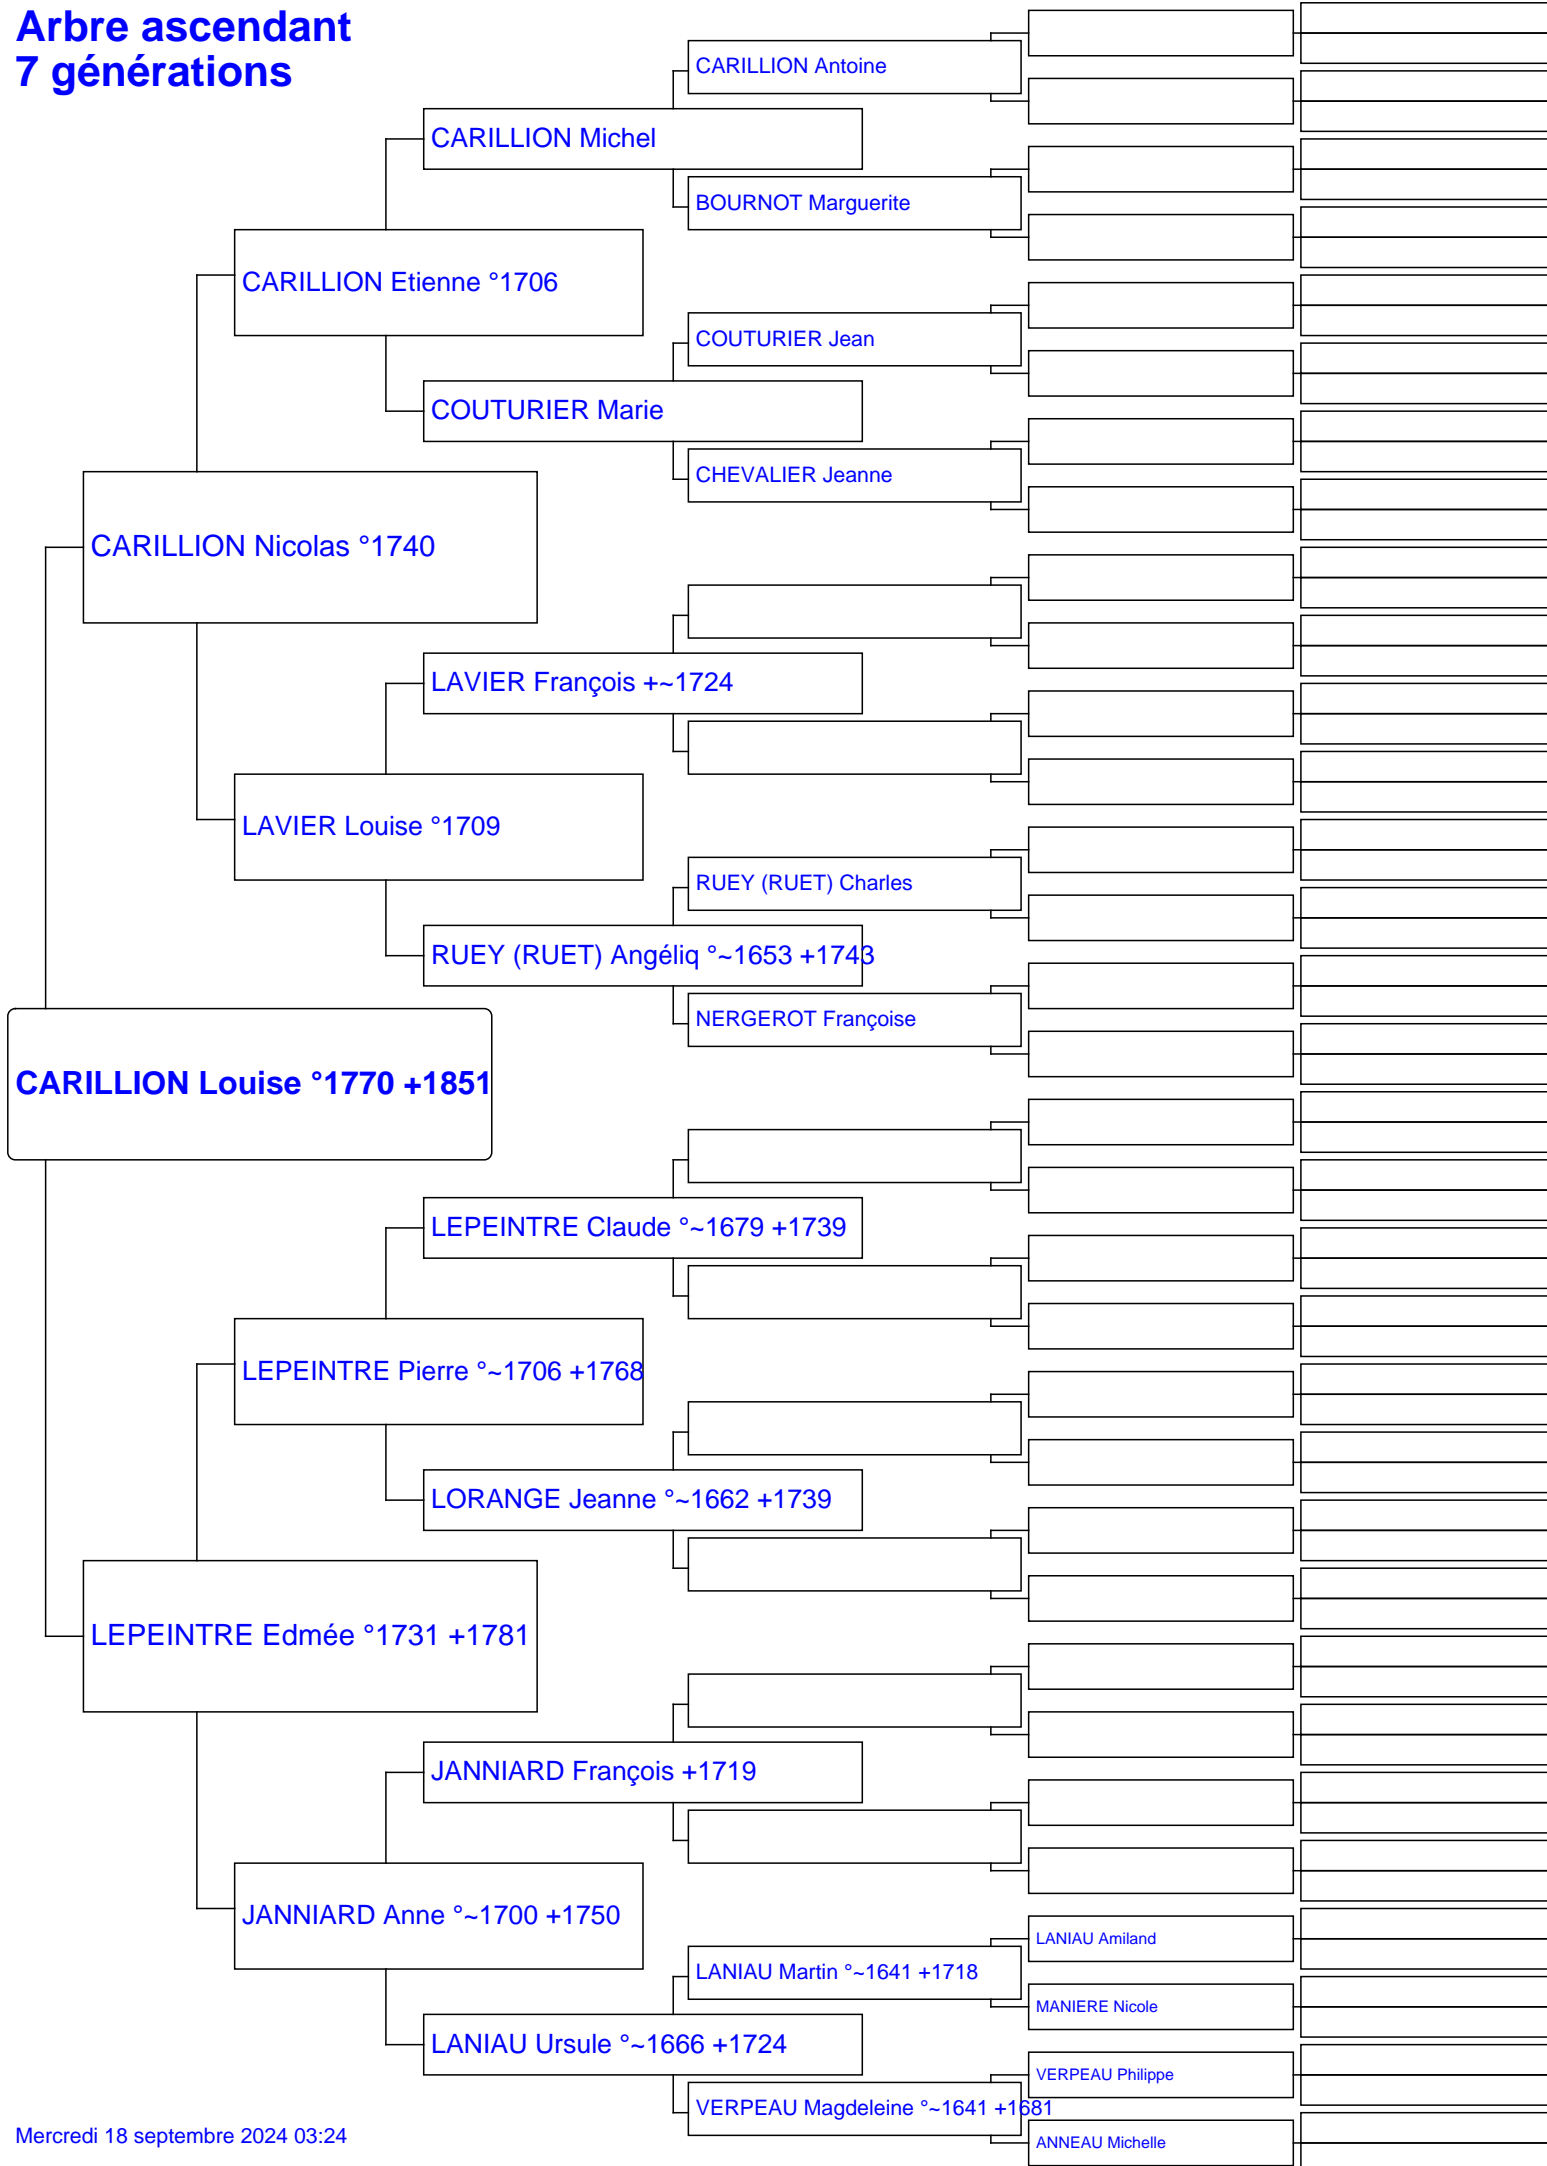 Arbre ascendant
7 générations
CARILLION Antoine
CARILLION Michel
BOURNOT Marguerite
CARILLION Etienne °1706
COUTURIER Jean
COUTURIER Marie
CHEVALIER Jeanne
CARILLION Nicolas °1740
LAVIER François +~1724
LAVIER Louise °1709
RUEY (RUET) Charles
RUEY (RUET) Angéliq °~1653 +1743
NERGEROT Françoise
CARILLION Louise °1770 +1851
LEPEINTRE Claude °~1679 +1739
LEPEINTRE Pierre °~1706 +1768
LORANGE Jeanne °~1662 +1739
LEPEINTRE Edmée °1731 +1781
JANNIARD François +1719
JANNIARD Anne °~1700 +1750
LANIAU Amiland
LANIAU Martin °~1641 +1718
MANIERE Nicole
LANIAU Ursule °~1666 +1724
VERPEAU Philippe
VERPEAU Magdeleine °~1641 +1681
ANNEAU Michelle
Mercredi 18 septembre 2024 03:24